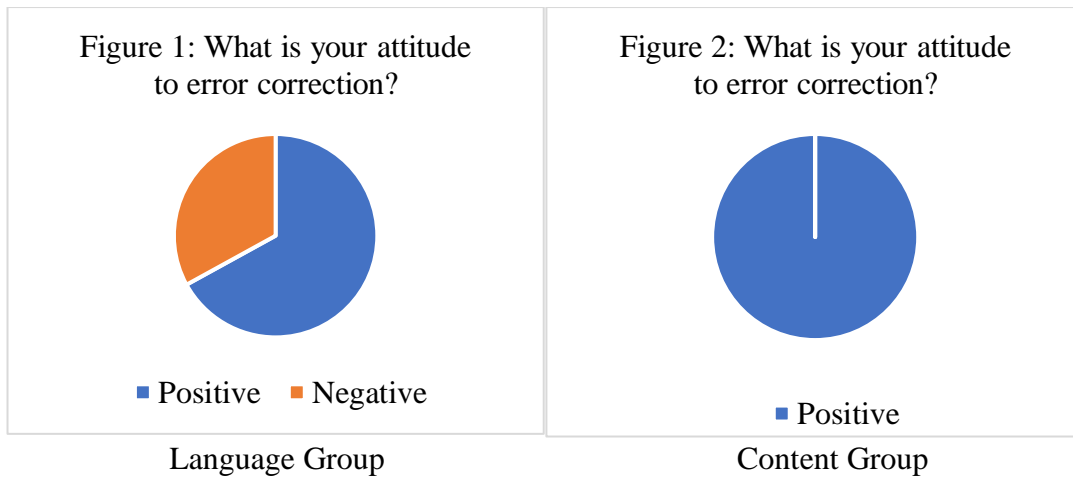 Figure 1: What is your attitude
to error correction?
Positive Negative
Language Group
Figure 2: What is your attitude
to error correction?
Positive
Content Group